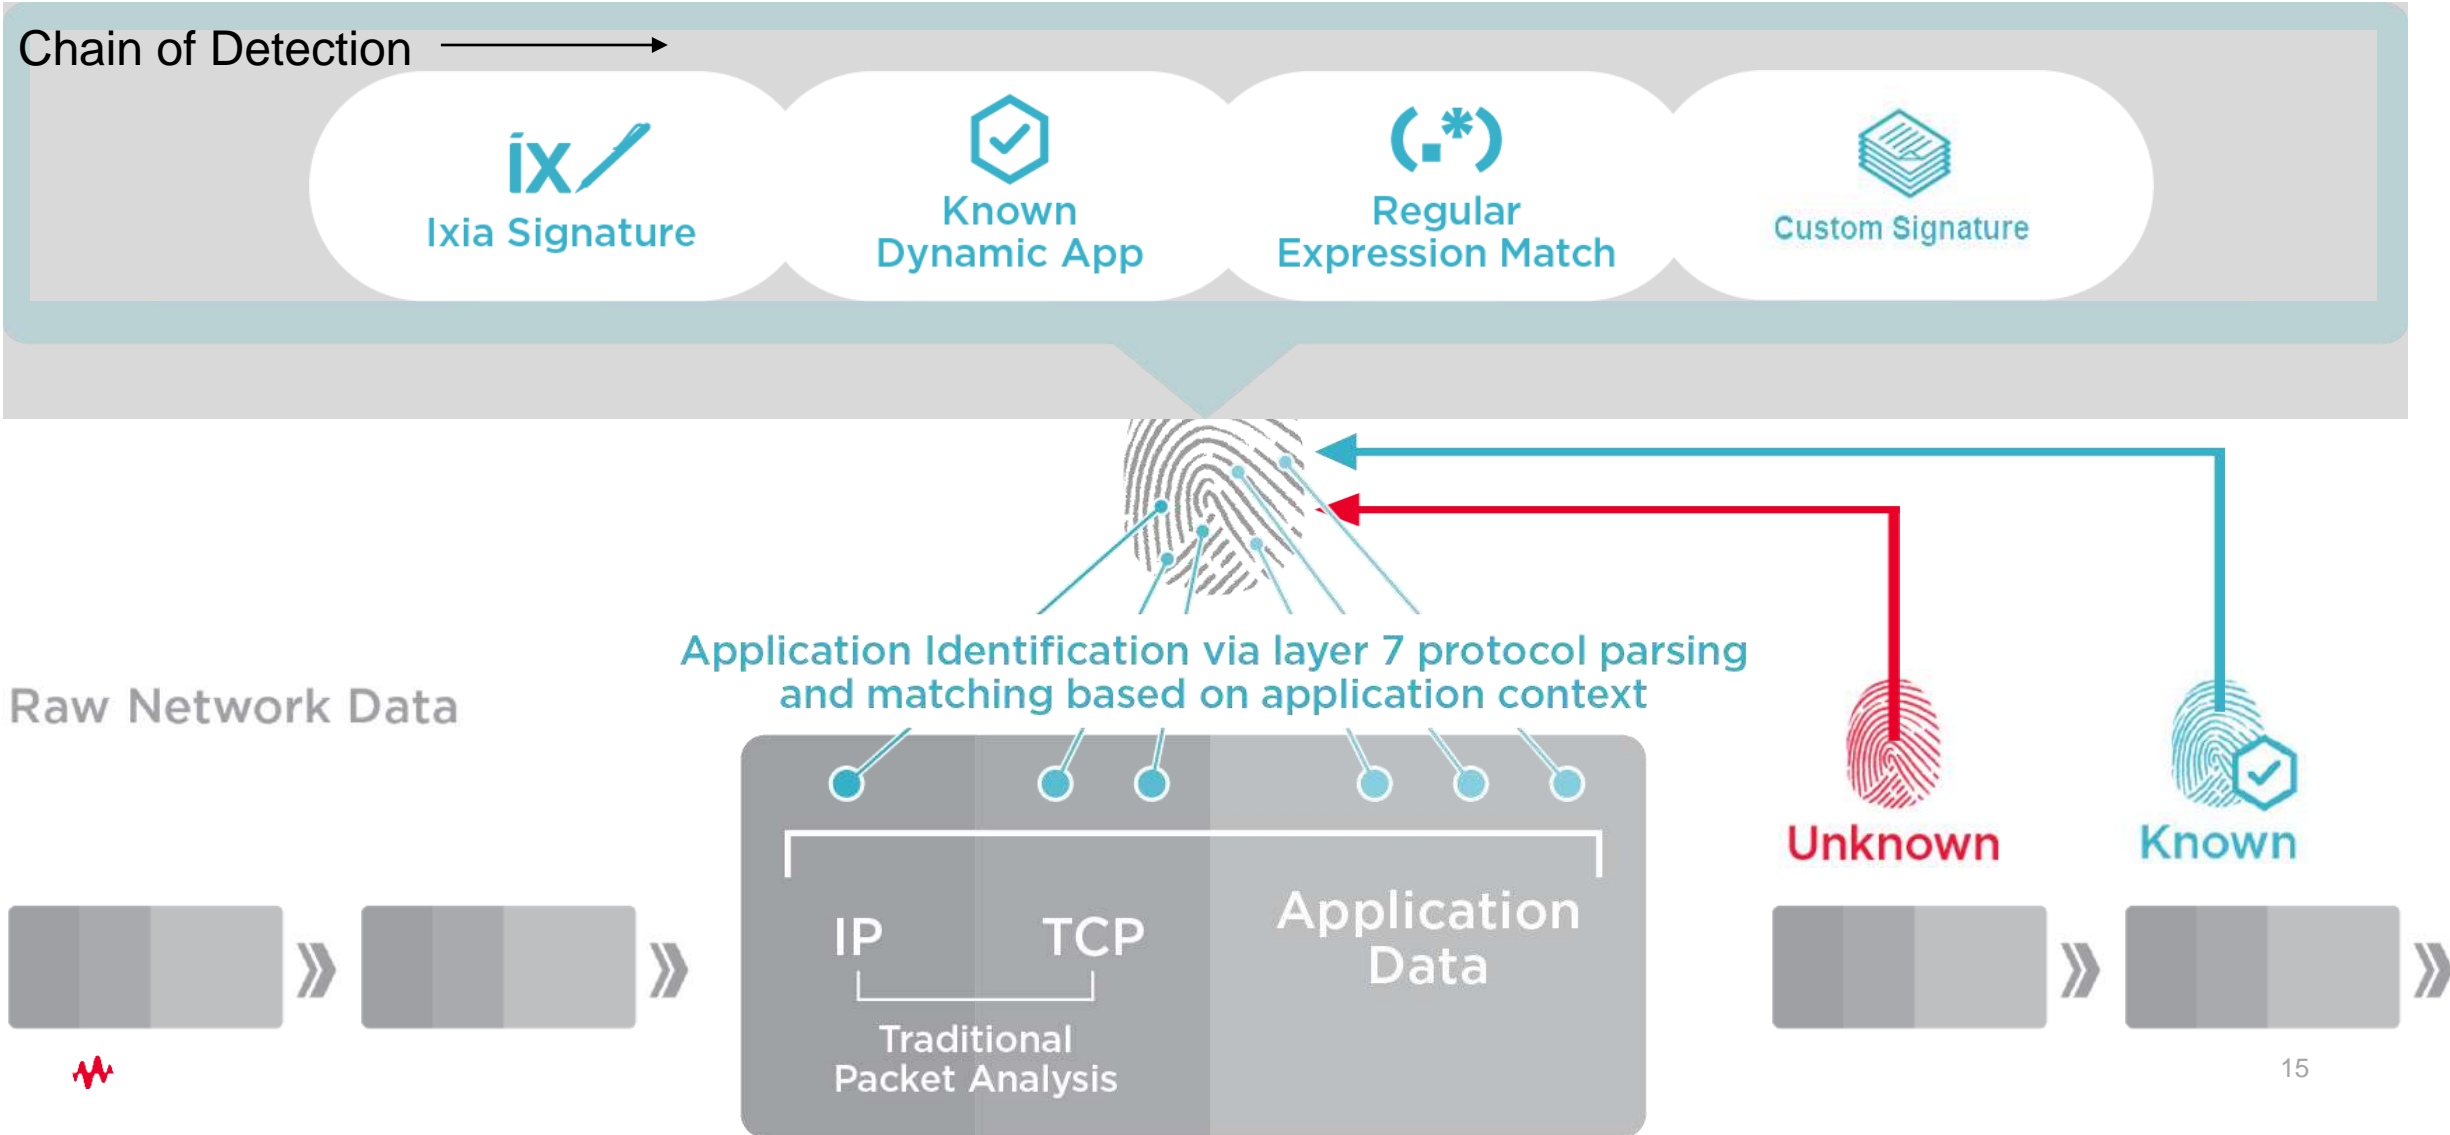 Chain of Detection
ix
Ixia Signature
Known
Dynamic App
(.*)
Regular
Expression Match
Custom Signature
Application Identification via layer 7 protocol parsing
and matching based on application context
Raw Network Data
Unknown
Known
IP
TCP
Application
Data
Traditional
Packet Analysis
15